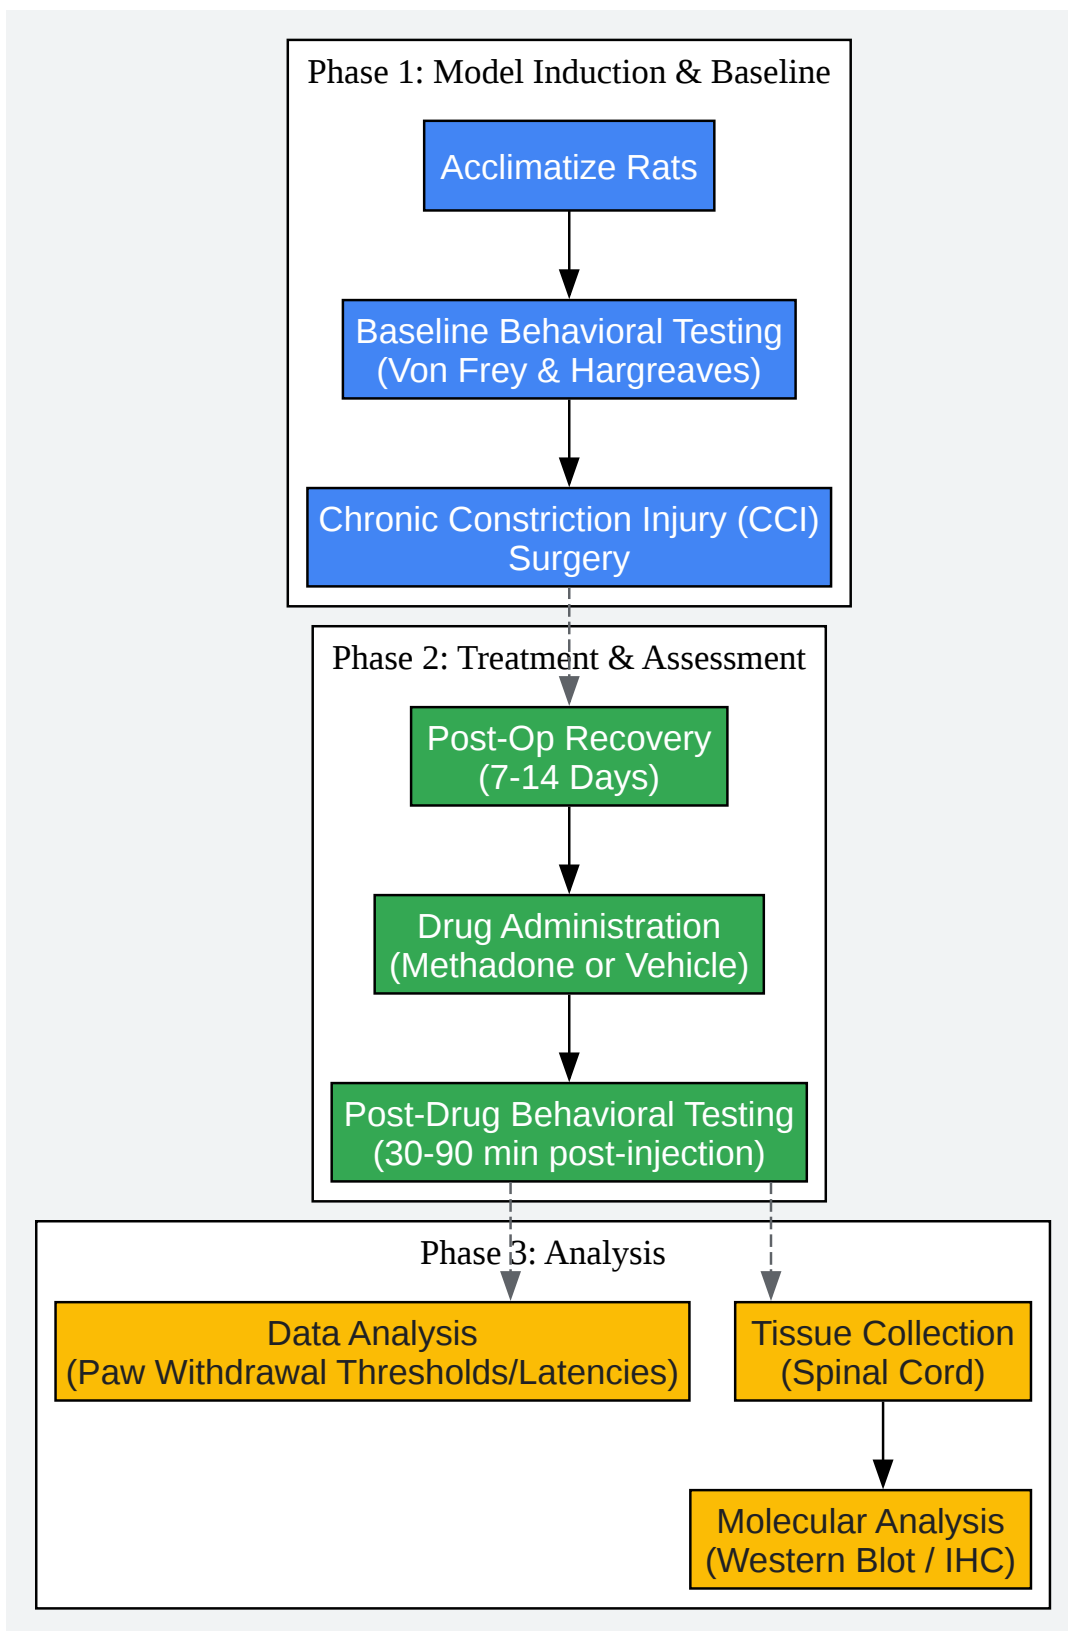 Phase 1: Model Induction & Baseline
Acclimatize Rats
Baseline Behavioral Testing
(Von Frey & Hargreaves)
Chronic Constriction Injury (CCI)
Surgery
Phase 2: Treatment & Assessment
Post-Op Recovery
(7-14 Days)
Drug Administration
(Methadone or Vehicle)
Post-Drug Behavioral Testing
(30-90 min post-injection)
Phase 3: Analysis
Data Analysis
(Paw Withdrawal Thresholds/Latencies)
Tissue Collection
(Spinal Cord)
Molecular Analysis
(Western Blot / IHC)